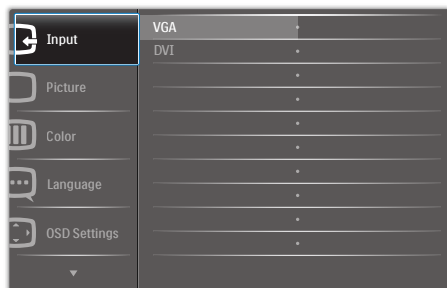 Input
Picture
Color
Language
OSD Settings
VGA
DVI